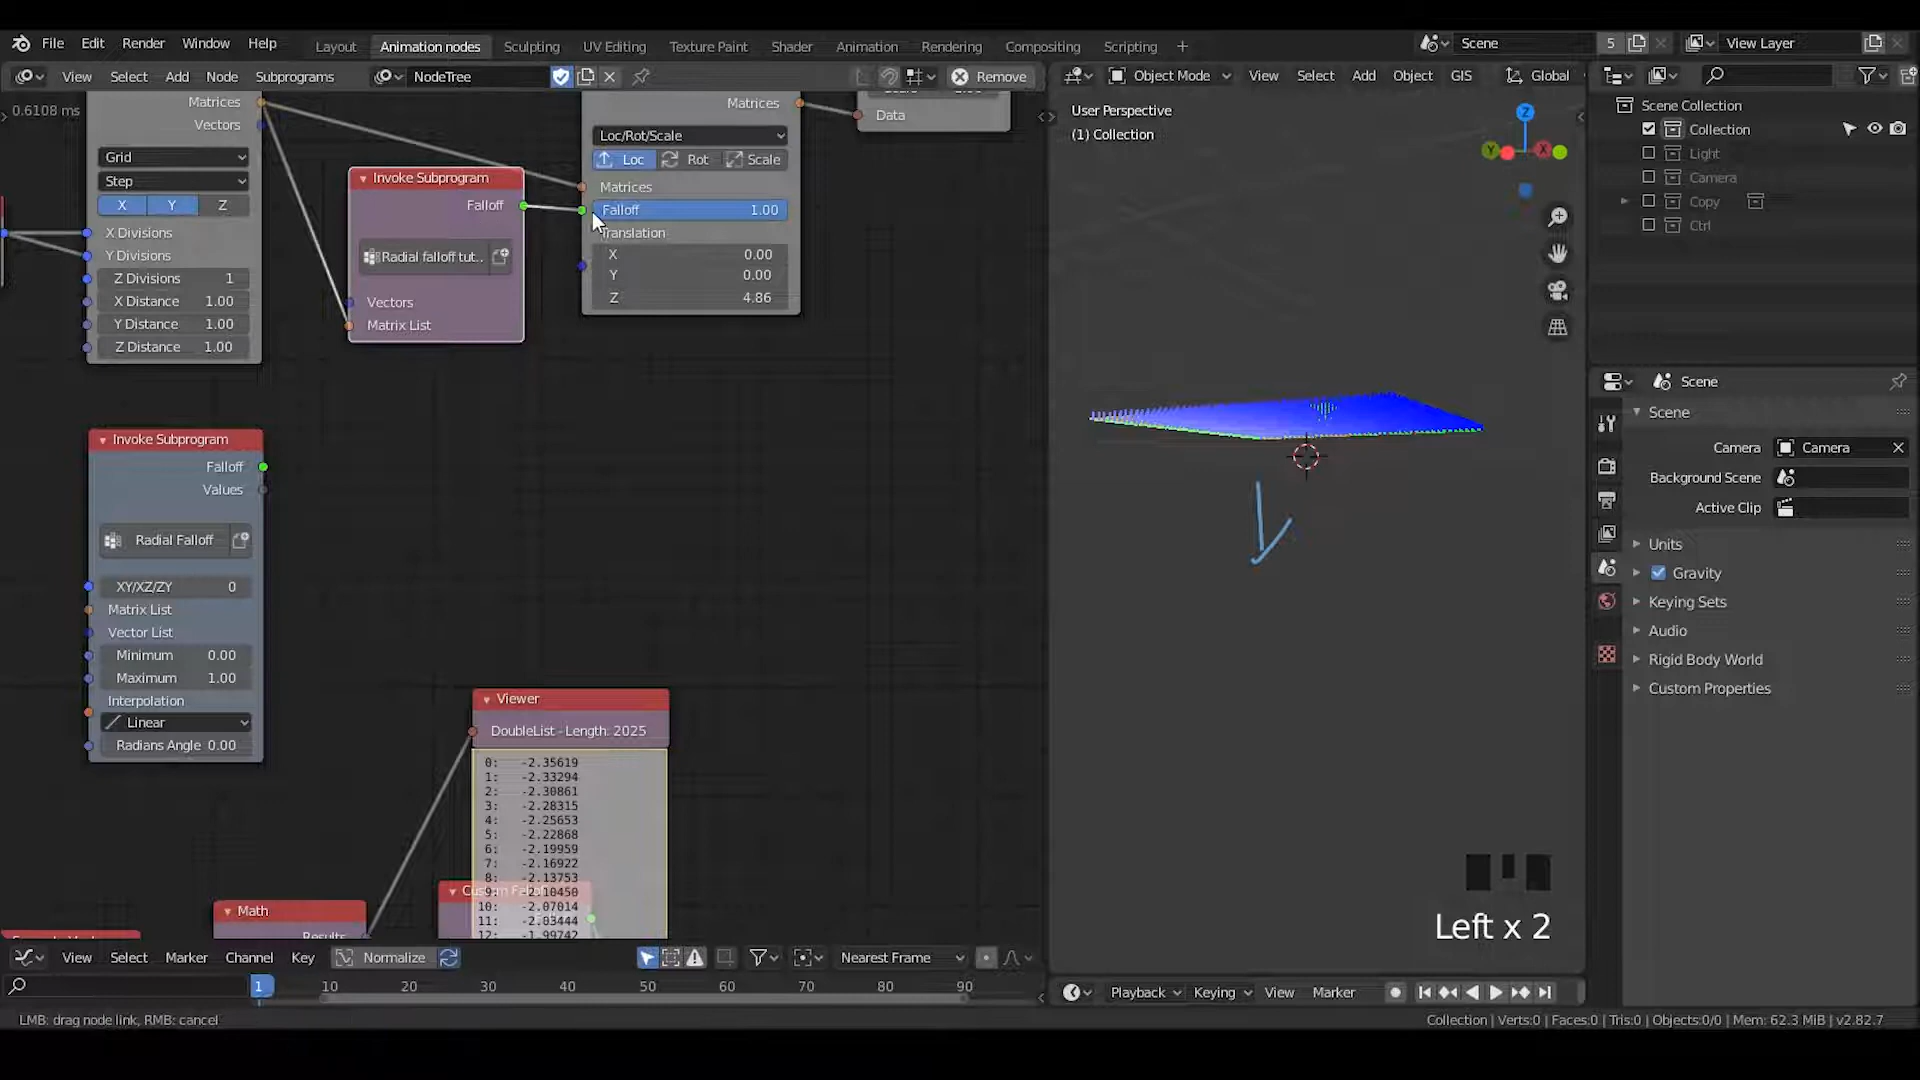 File Edit Render Window Help Layout Animation nodes Sculpting UV Editing Texture Paint Shader Animation Rendering Compositing Scripting Scene 5 View Layer
View Select Add Node Subprograms NodeTree Remove
Object Mode View Select Add Object GIS Global
0.6108 ms
Matrices
Vectors
Grid
Step
X Y Z
X Divisions
Y Divisions
Z Divisions 1
X Distance 1.00
Y Distance 1.00
Z Distance 1.00
Invoke Subprogram
Falloff
Radial falloff tut..
Vectors
Matrix List
Matrices
Loc/Rot/Scale
Loc Rot Scale
Matrices
Falloff 1.00
Translation
X 0.00
Y 0.00
Z 4.86
Data
Invoke Subprogram
Falloff
Values
Radial Falloff
XY/XZ/ZY 0
Matrix List
Vector List
Minimum 0.00
Maximum 1.00
Interpolation
Linear
Radians Angle 0.00
Viewer
DoubleList - Length: 2025
0: -2.35619
1: -2.33294
2: -2.30861
3: -2.28315
4: -2.25653
5: -2.22868
6: -2.19959
7: -2.16922
8: -2.13753
9: -2.10450
10: -2.07014
11: -2.03444
12: -1.99742
Math
Results
User Perspective
(1) Collection
Z
Y X
Left x 2
Scene Collection
Collection
Light
Camera
Copy
Ctrl
Scene
Scene
Camera Camera
Background Scene
Active Clip
Units
Gravity
Keying Sets
Audio
Rigid Body World
Custom Properties
View Select Marker Channel Key Normalize Nearest Frame
1 10 20 30 40 50 60 70 80 90
Playback Keying View Marker
LMB: drag node link, RMB: cancel
Collection | Verts:0 | Faces:0 | Tris:0 | Objects:0/0 | Mem: 62.3 MiB | v2.82.7